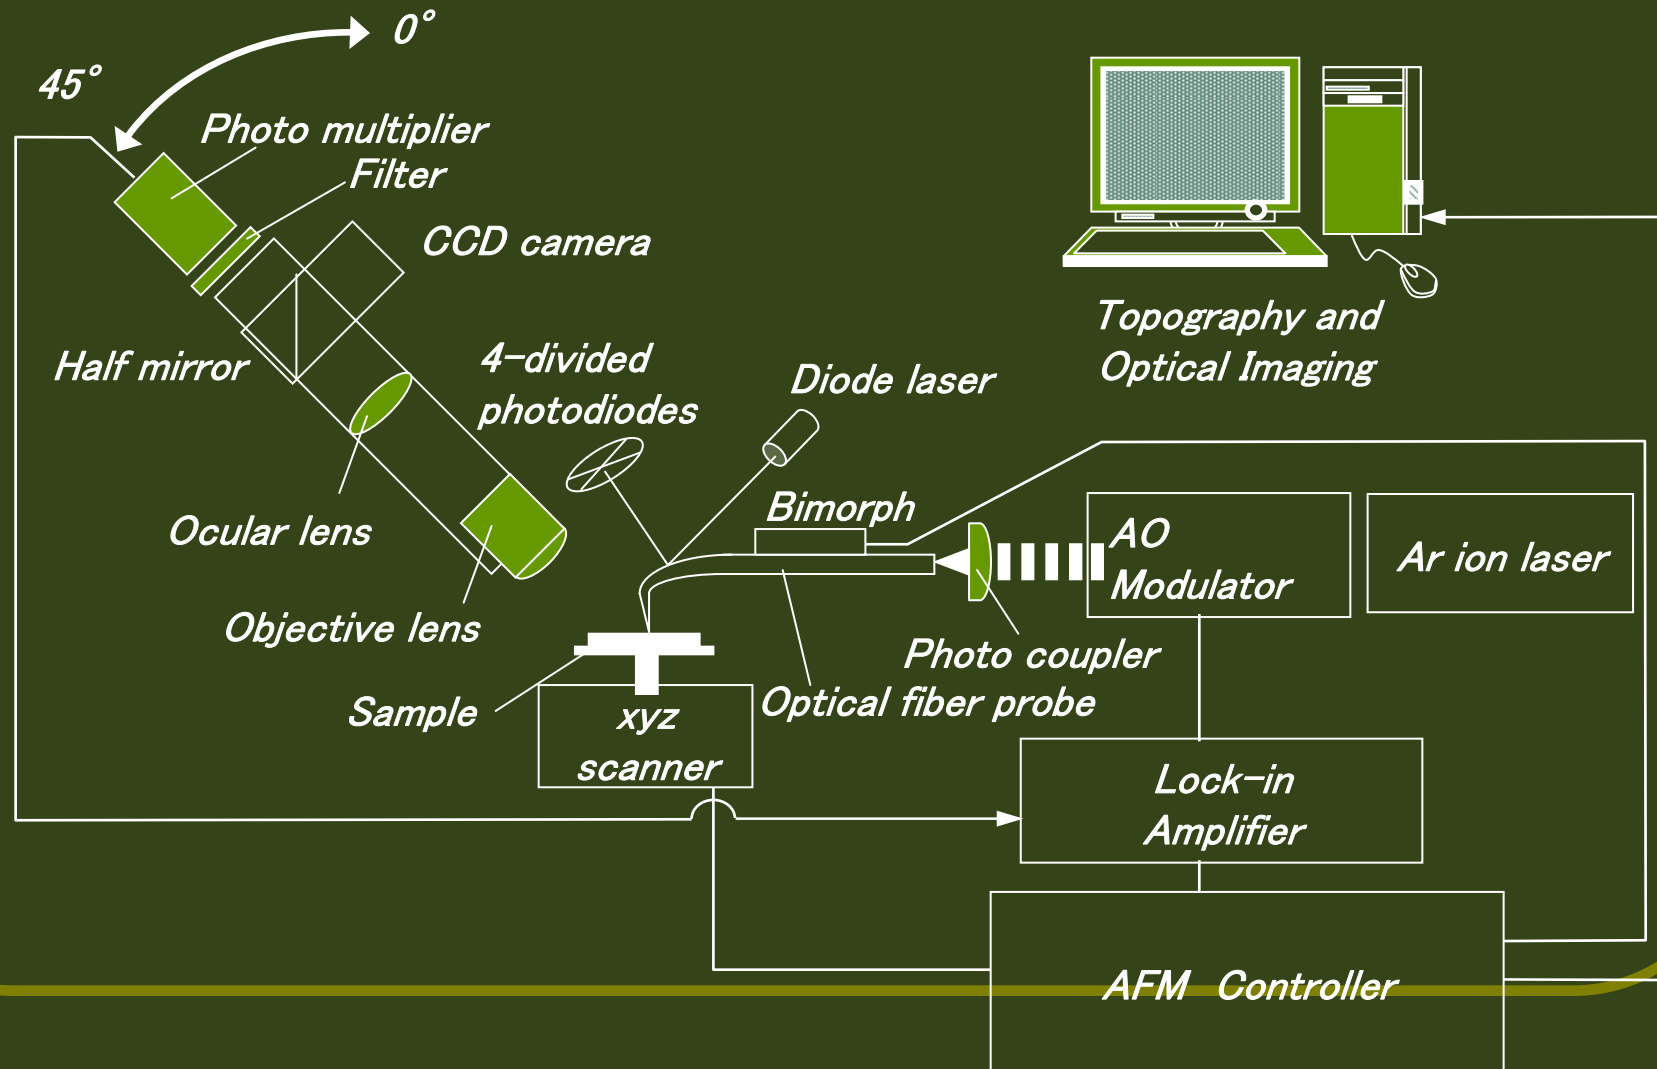 0°
45°
Photo multiplier
Filter
CCD camera
Half mirror
4-divided
photodiodes
Diode laser
Topography and
Optical Imaging
Ocular lens
Bimorph
AO
Modulator
Ar ion laser
Objective lens
Photo coupler
Sample
Optical fiber probe
xyz
scanner
Lock-in
Amplifier
AFM Controller